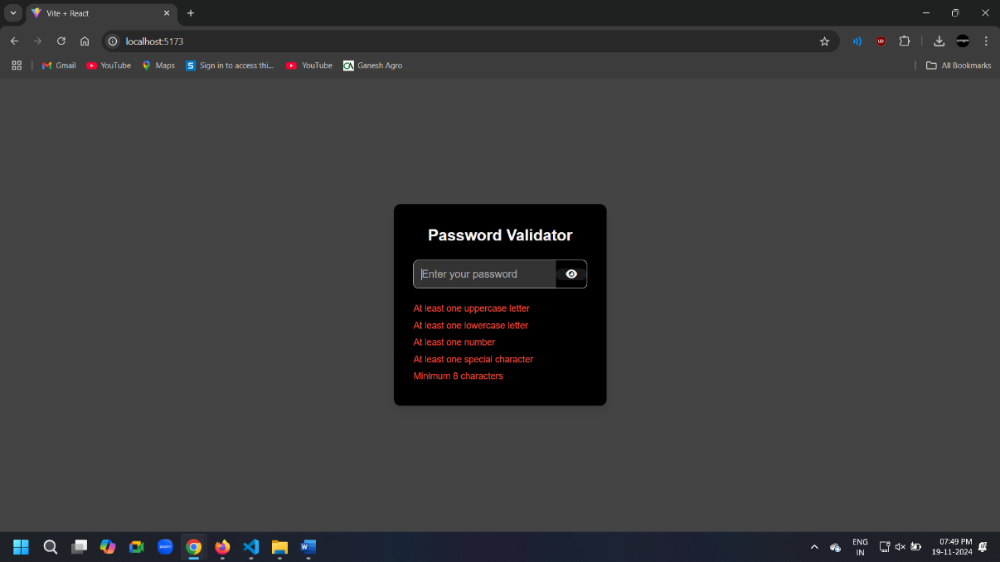 Vite + React
localhost:5173
Gmail
YouTube
Maps
Sign in to access thi...
YouTube
Ganesh Agro
All Bookmarks
Password Validator
Enter your password
At least one uppercase letter
At least one lowercase letter
At least one number
At least one special character
Minimum 8 characters
zoom
ENG
IN
07:49 PM
19-11-2024